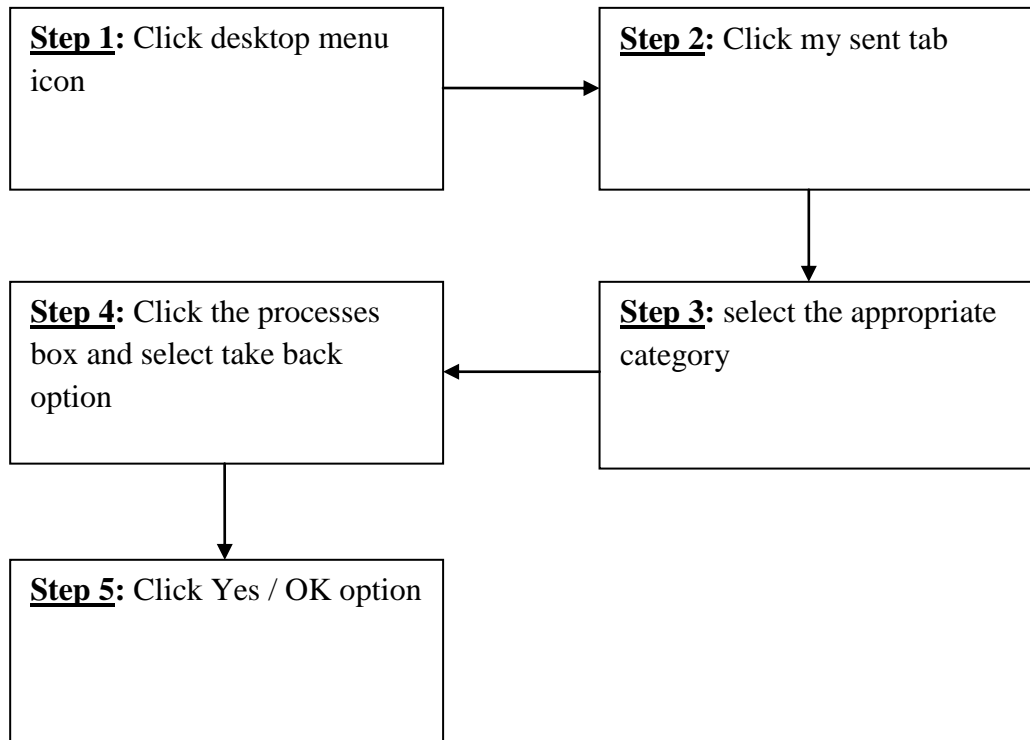 Step 1: Click desktop menu
icon
Step 2: Click my sent tab
Step 3: select the appropriate
category
Step 4: Click the processes
box and select take back
option
Step 5: Click Yes / OK option